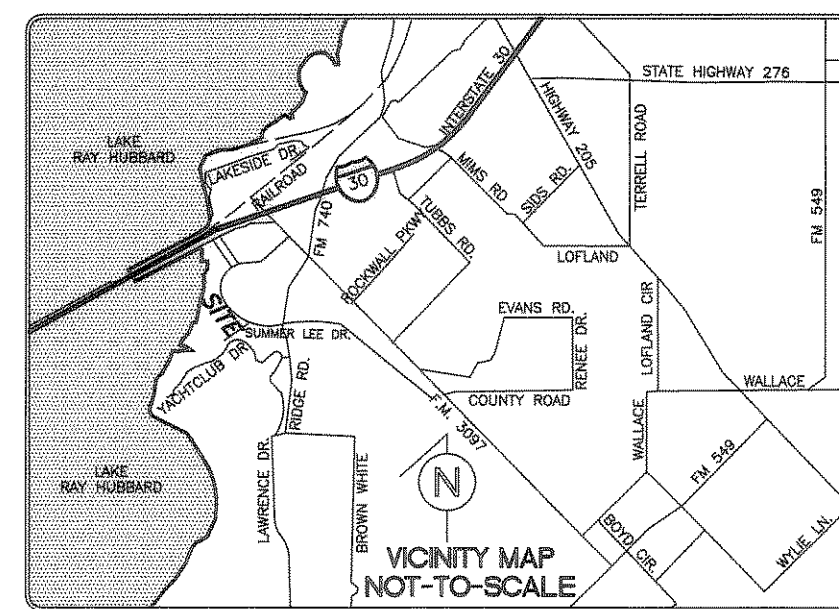 INTERSTATE 30
STATE HIGHWAY 276
HIGHWAY 205
TERRELL ROAD
FM 549
LAKE
RAY HUBBARD
LAKESIDE DR.
RAILROAD
30
MIMS RD
SIDS RD.
FM 740
TUBBS RD.
ROCKWALL PKWY
LOFLAND
SITE
SUMMER LEE DR.
EVANS RD.
RENEE DR.
LOFLAND CIR
YACHTCLUB DR
RIDGE RD.
COUNTY ROAD
WALLACE
F.M. 3097
WALLACE
LAKE
RAY HUBBARD
LAWRENCE DR.
BROWN WHITE
N
FM 549
BOYD CIR.
WYLIE LN.
VICINITY MAP
NOT-TO-SCALE